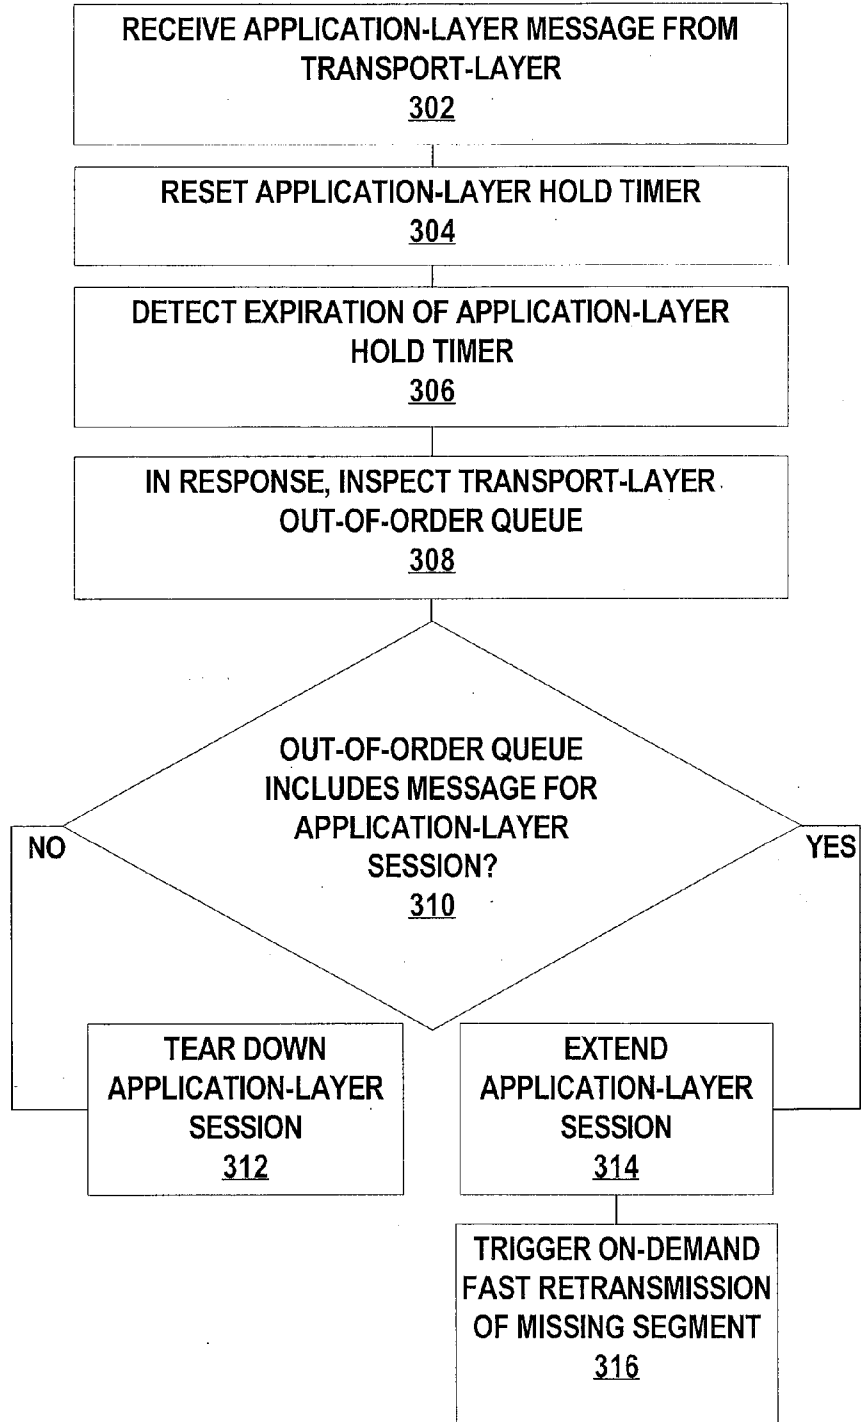 RECEIVE APPLICATION-LAYER MESSAGE FROM
TRANSPORT-LAYER
302
RESET APPLICATION-LAYER HOLD TIMER
304
DETECT EXPIRATION OF APPLICATION-LAYER
HOLD TIMER
306
IN RESPONSE, INSPECT TRANSPORT-LAYER
OUT-OF-ORDER QUEUE
308
OUT-OF-ORDER QUEUE
INCLUDES MESSAGE FOR
APPLICATION-LAYER
SESSION?
310
NO
YES
TEAR DOWN
APPLICATION-LAYER
SESSION
312
EXTEND
APPLICATION-LAYER
SESSION
314
TRIGGER ON-DEMAND
FAST RETRANSMISSION
OF MISSING SEGMENT
316